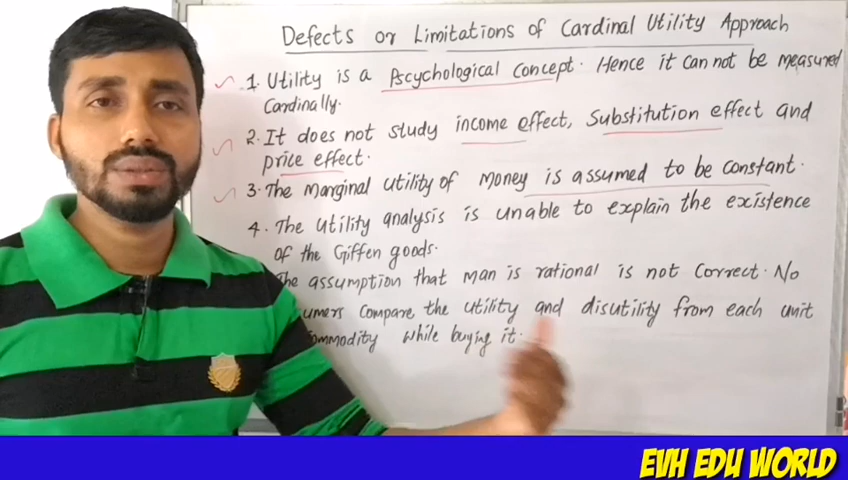 Defects or Limitations of Cardinal Utility Approach
1. Utility is a Pscychological Concept. Hence it can not be measured
Cardinally.
2. It does not study income effect, Substitution effect and
price effect.
3. The marginal utility of money is assumed to be constant.
4. The utility analysis is unable to explain the existence
of the Giffen goods.
The assumption that man is rational is not correct. No
umers compare the utility and disutility from each unit
ommodity while buying it.
EVH EDU WORLD